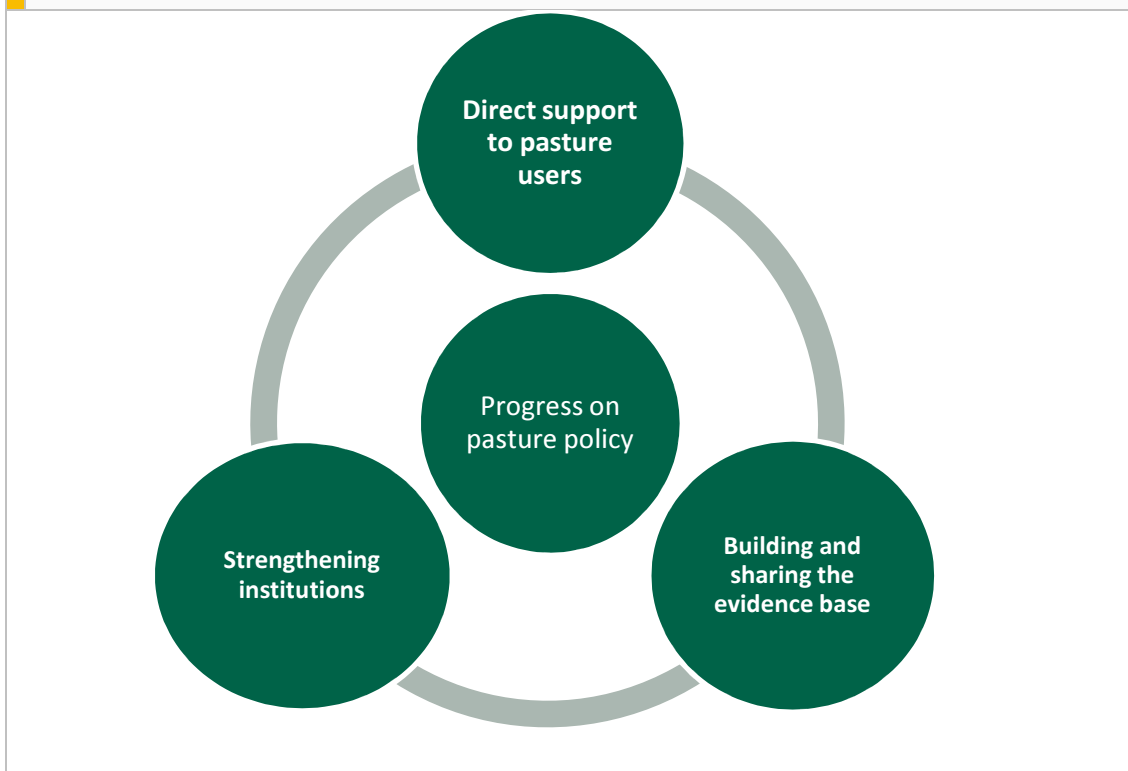 Direct support
to pasture
users
Progress on
pasture policy
Strengthening
institutions
Building and
sharing the
evidence base